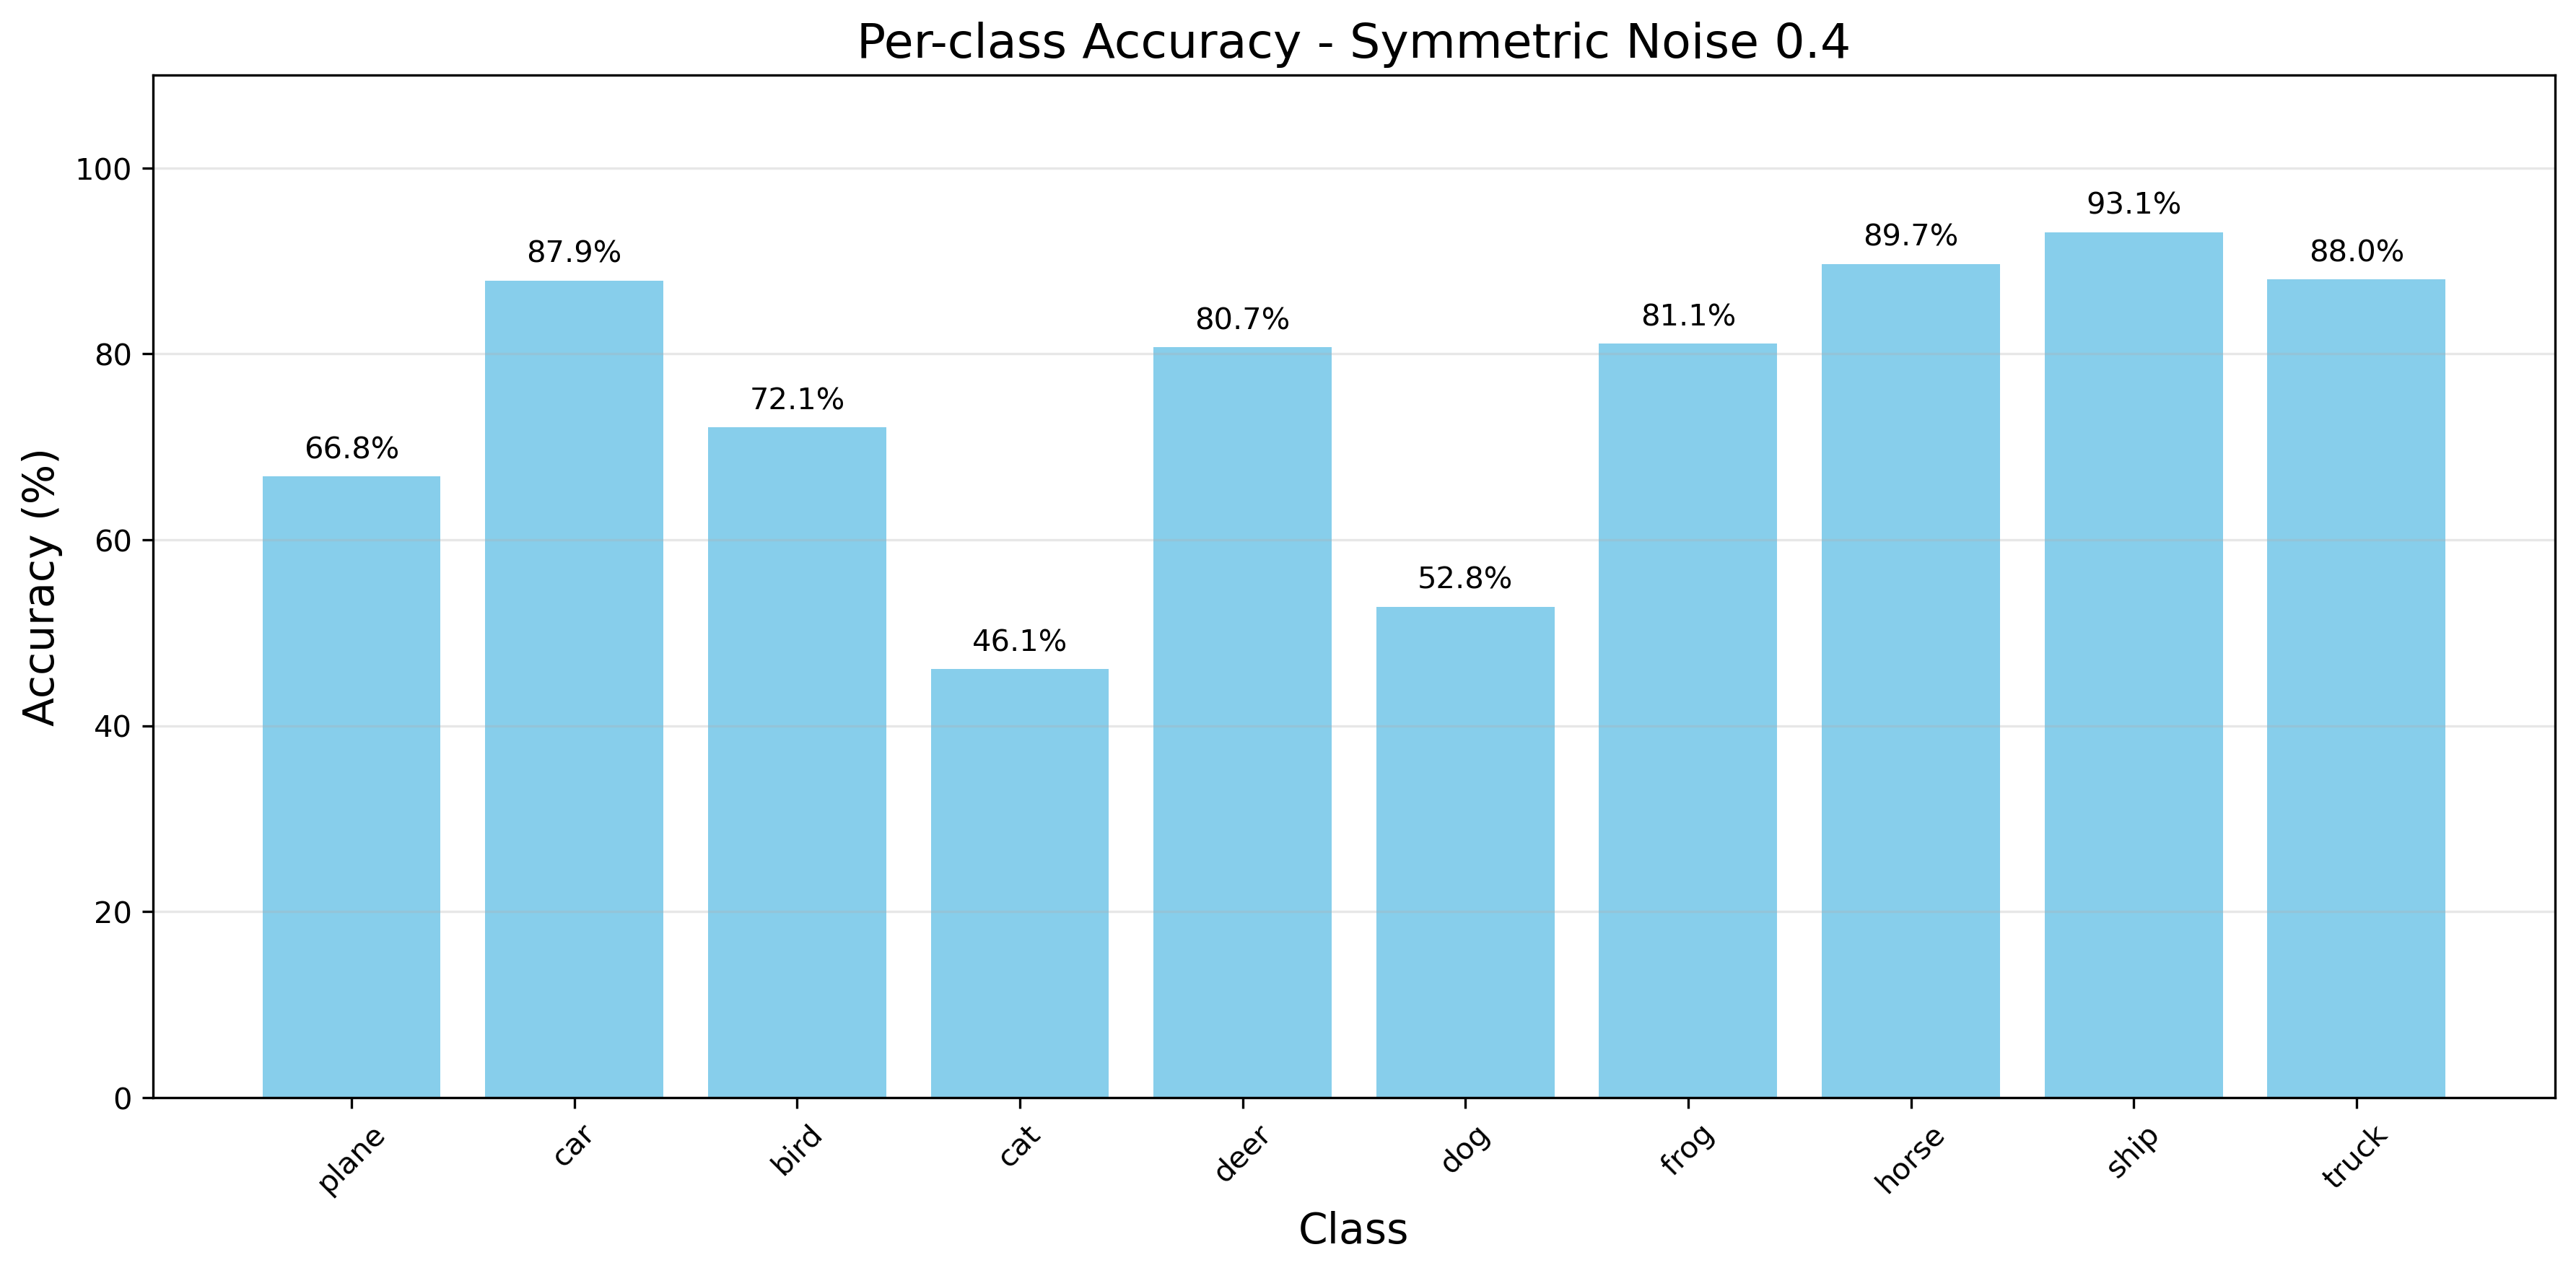 Per-class Accuracy - Symmetric Noise 0.4
Accuracy (%)
100
80
60
40
20
0
66.8%
87.9%
72.1%
46.1%
80.7%
52.8%
81.1%
89.7%
93.1%
88.0%
plane
car
bird
cat
deer
dog
frog
horse
ship
truck
Class